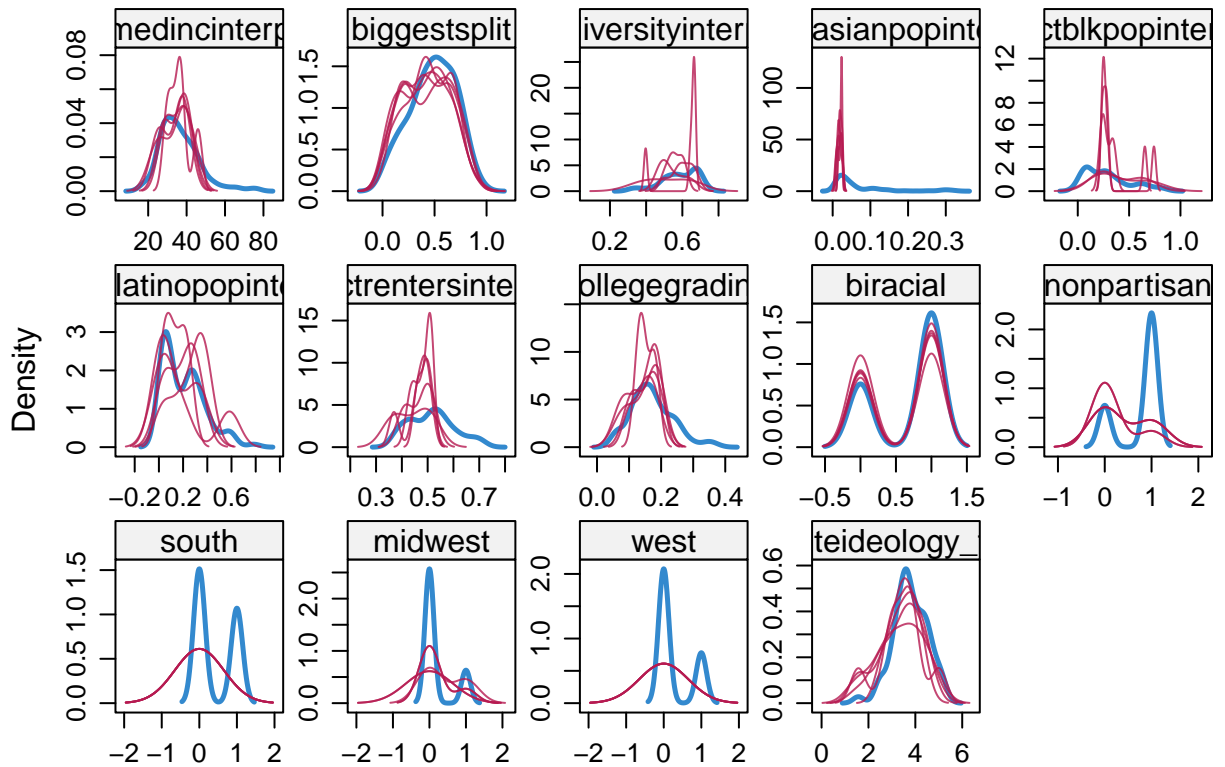 medincinterp biggestsplit iversityinter asianpopinte ctblkpopinter
0.00 0.04 0.08
0.0 0.5 1.0 1.5
0 5 10 20
0 50 100
0 2 4 6 8 12
20 40 60 80
0.0 0.5 1.0
0.2 0.6
0.0 0.1 0.2 0.3
0.0 0.5 1.0
Density
latinopopinte ctrentersinte ollegegradin biracial nonpartisan
0 1 2 3
0 5 10 15
0 5 10
0.0 0.5 1.0 1.5
0.0 1.0 2.0
−0.2 0.2 0.6
0.3 0.5 0.7
0.0 0.2 0.4
−0.5 0.5 1.5
−1 0 1 2
south midwest west teideology_
0.0 0.5 1.0 1.5
0.0 1.0 2.0
0.0 1.0 2.0
0.0 0.2 0.4 0.6
−2 −1 0 1 2
−2 −1 0 1 2
−2 −1 0 1 2
0 2 4 6